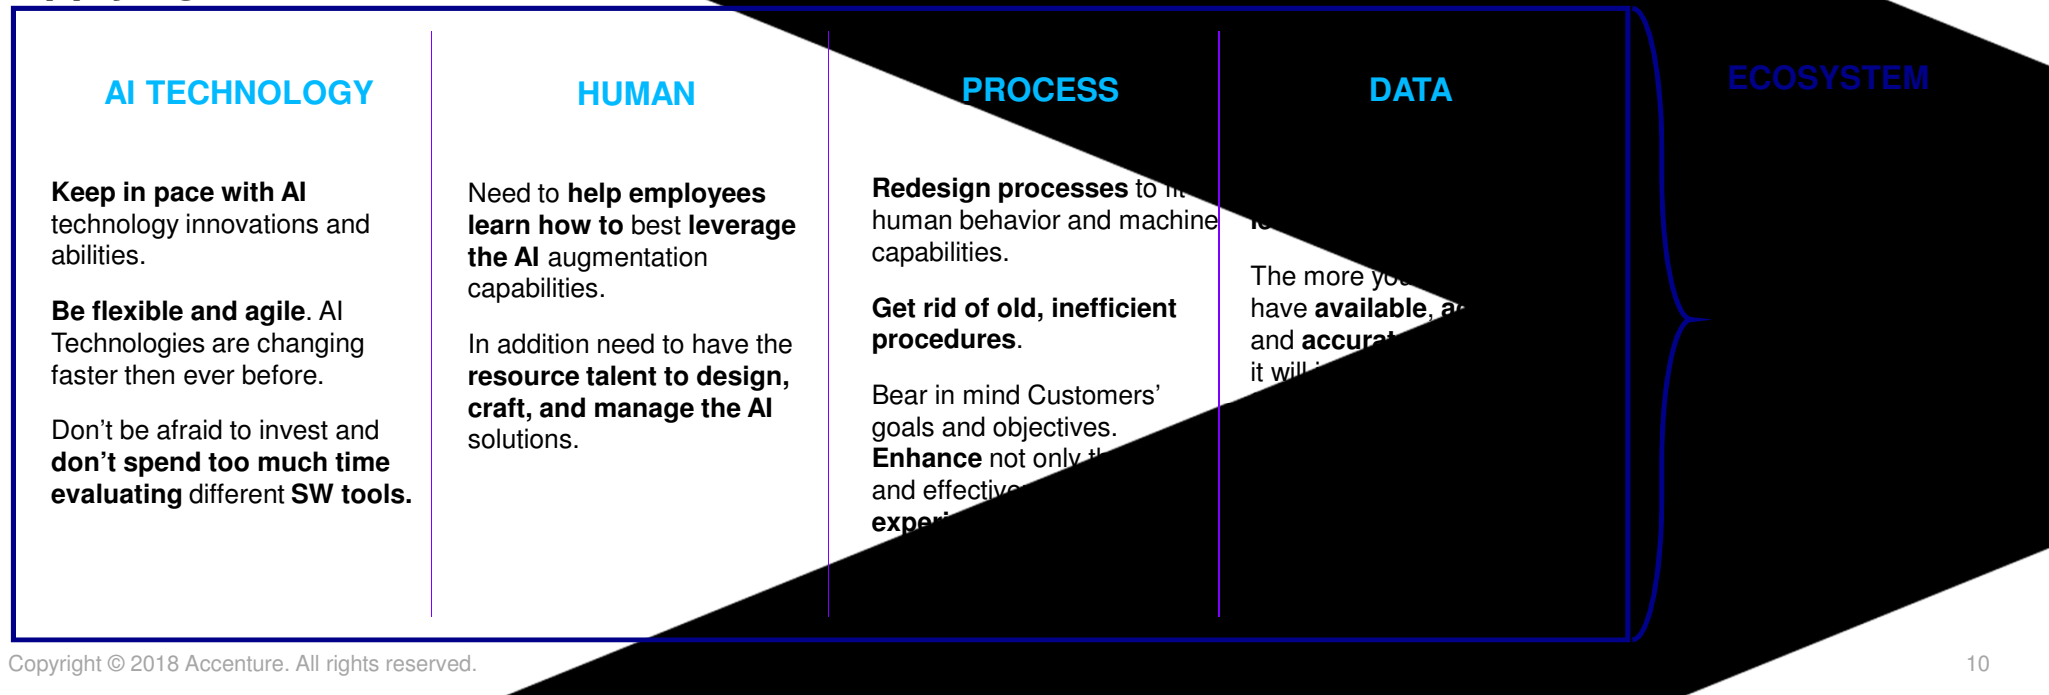 AI TECHNOLOGY
Keep in pace with AI
technology innovations and
abilities.
Be flexible and agile. AI
Technologies are changing
faster then ever before.
Don't be afraid to invest and
don't spend too much time
evaluating different SW tools.
HUMAN
Need to help employees
learn how to best leverage
the AI augmentation
capabilities.
In addition need to have the
resource talent to design,
craft, and manage the AI
solutions.
PROCESS
Redesign processes to fit
human behavior and machine
capabilities.
Get rid of old, inefficient
procedures.
Bear in mind Customers'
goals and objectives.
Enhance not only
and
DATA
The more
have available,
and
it will
ECOSYSTEM
Copyright © 2018 Accenture. All rights reserved.
10